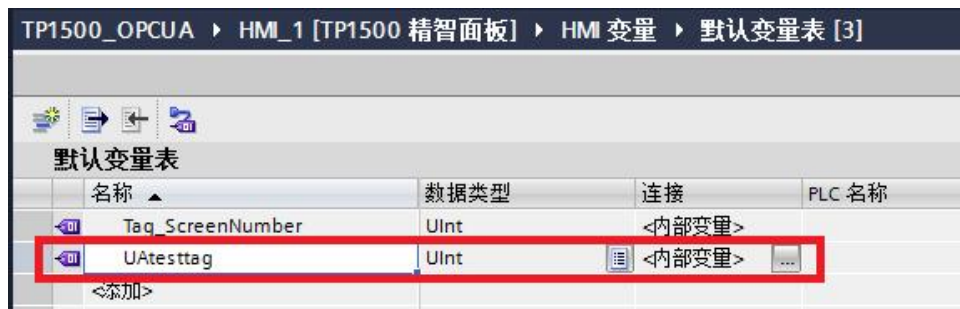 TP1500_OPCUA ▸ HMI_1 [TP1500 精智面板] ▸ HMI 变量 ▸ 默认变量表 [3]
默认变量表
名称 ▲ 数据类型 连接 PLC 名称
Tag_ScreenNumber UInt <内部变量>
UAtesttag UInt <内部变量> ...
<添加>